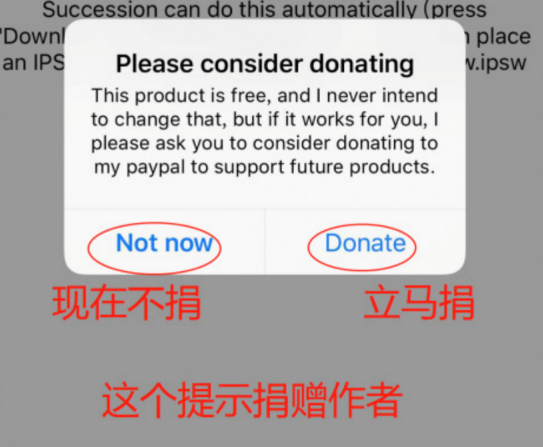 Succession can do this automatically (press
"Downl
place
an IPS
w.ipsw
Please consider donating
This product is free, and I never intend
to change that, but if it works for you, I
please ask you to consider donating to
my paypal to support future products.
Not now
Donate
现在不捐
立马捐
这个提示捐赠作者